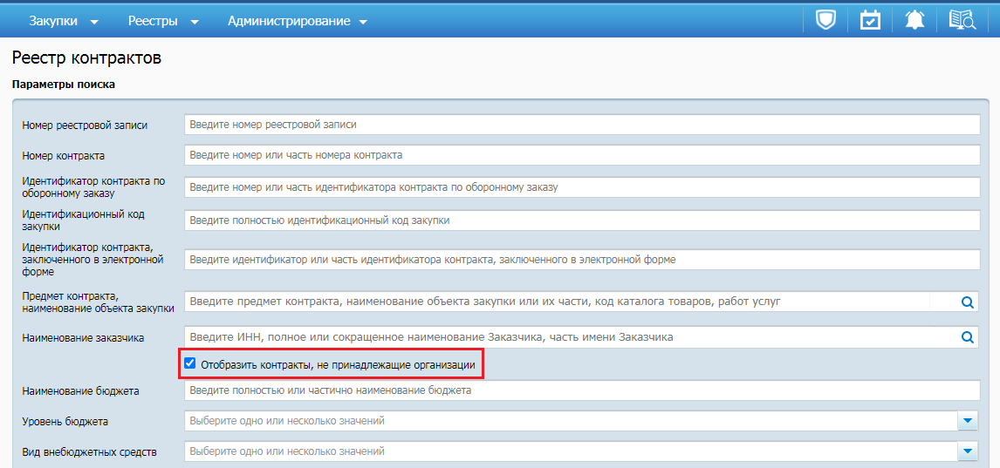 Закупки Реестры Администрирование
Реестр контрактов
Параметры поиска
Номер реестровой записи Введите номер реестровой записи
Номер контракта Введите номер или часть номера контракта
Идентификатор контракта по
оборонному заказу
Введите номер или часть идентификатора контракта по оборонному заказу
Идентификационный код
закупки
Введите полностью идентификационный код закупки
Идентификатор контракта,
заключенного в электронной
форме
Введите идентификатор или часть идентификатора контракта, заключенного в электронной форме
Предмет контракта,
наименование объекта закупки
Введите предмет контракта, наименование объекта закупки или их части, код каталога товаров, работ услуг
Наименование заказчика Введите ИНН, полное или сокращенное наименование Заказчика, часть имени Заказчика
Отобразить контракты, не принадлежащие организации
Наименование бюджета Введите полностью или частично наименование бюджета
Уровень бюджета Выберите одно или несколько значений
Вид внебюджетных средств Выберите одно или несколько значений